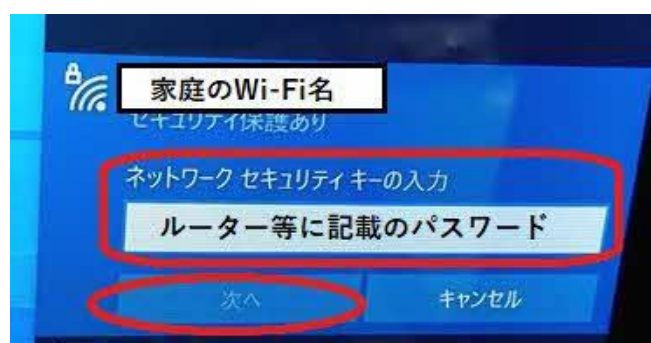 家庭のWi-Fi名
セキュリティ保護あり
ネットワーク セキュリティ キーの入力
ルーター等に記載のパスワード
次へ
キャンセル